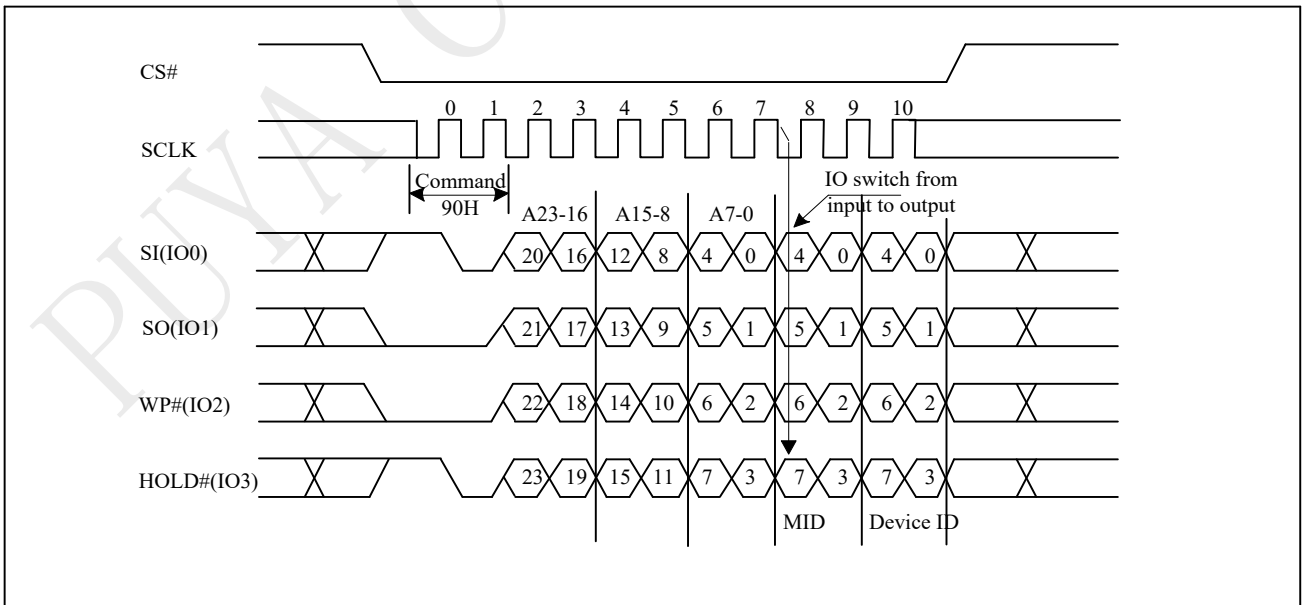 CS#
0 1 2 3 4 5 6 7 8 9 10
SCLK
Command
90H
IO switch from
input to output
A23-16 A15-8 A7-0
SI(IO0) 20 16 12 8 4 0 4 0 4 0
SO(IO1) 21 17 13 9 5 1 5 1 5 1
WP#(IO2) 22 18 14 10 6 2 6 2 6 2
HOLD#(IO3) 23 19 15 11 7 3 7 3 7 3
MID Device ID
PUYA